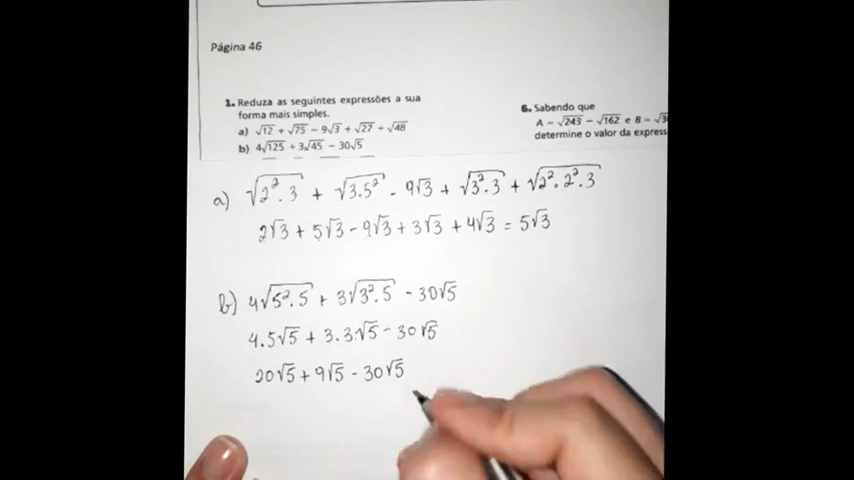 Página 46
1. Reduza as seguintes expressões a sua
forma mais simples.
a) √12 + √75 − 9√3 + √27 + √48
b) 4√125 + 3√45 − 30√5
6. Sabendo que
A = √243 − √162 e B = √3
determine o valor da express
a) √2².3 + √3.5² - 9√3 + √3².3 + √2².2².3
2√3 + 5√3 - 9√3 + 3√3 + 4√3 = 5√3
b) 4√5².5 + 3√3².5 - 30√5
4.5√5 + 3.3.√5 - 30√5
20√5 + 9√5 - 30√5